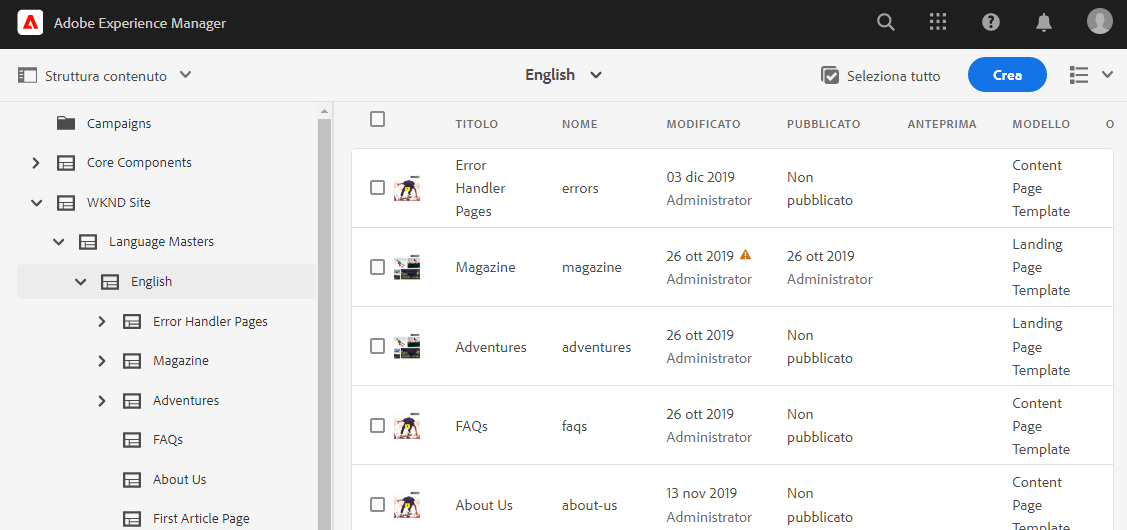 Adobe Experience Manager
Struttura contenuto
English
Seleziona tutto
Crea
Campaigns
Core Components
WKND Site
Language Masters
English
Error Handler Pages
Magazine
Adventures
FAQs
About Us
First Article Page
TITOLO NOME MODIFICATO PUBBLICATO ANTEPRIMA MODELLO O
Error Handler Pages errors 03 dic 2019 Administrator Non pubblicato Content Page Template
Magazine magazine 26 ott 2019 Administrator 26 ott 2019 Administrator Landing Page Template
Adventures adventures 26 ott 2019 Administrator Non pubblicato Landing Page Template
FAQs faqs 26 ott 2019 Administrator Non pubblicato Content Page Template
About Us about-us 13 nov 2019 Administrator Non pubblicato Content Page Template